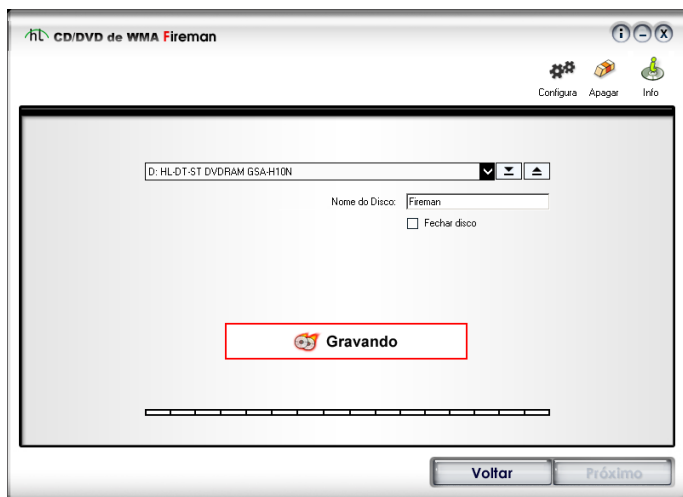 ht CD/DVD de WMA Fireman
Configura Apagar Info
D: HL-DT-ST DVDRAM GSA-H10N
Nome do Disco: Fireman
Fechar disco
Gravando
Voltar Próximo